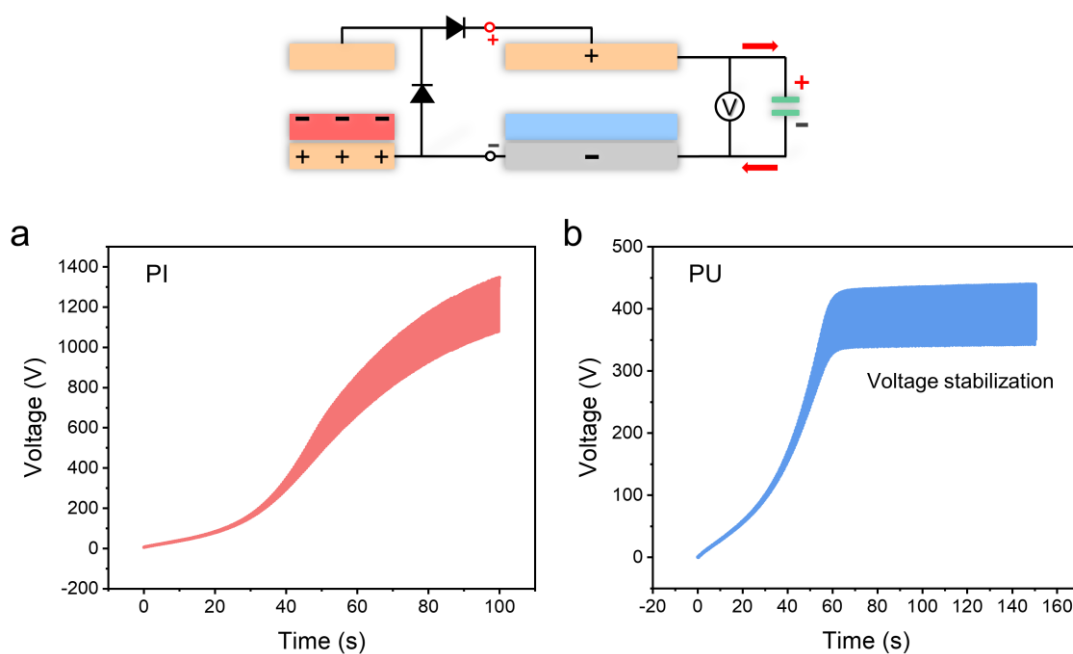 +
+
V
+
-
- - -
+ + +
-
-
a
b
PI
PU
Voltage stabilization
Voltage (V)
1400
1200
1000
800
600
400
200
0
-200
0 20 40 60 80 100
Time (s)
Voltage (V)
500
400
300
200
100
0
-20 0 20 40 60 80 100 120 140 160
Time (s)